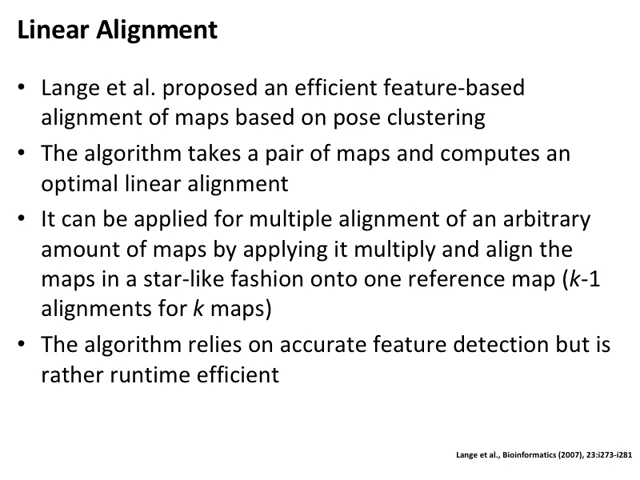 Linear Alignment
• Lange et al. proposed an efficient feature-based
alignment of maps based on pose clustering
• The algorithm takes a pair of maps and computes an
optimal linear alignment
• It can be applied for multiple alignment of an arbitrary
amount of maps by applying it multiply and align the
maps in a star-like fashion onto one reference map (k-1
alignments for k maps)
• The algorithm relies on accurate feature detection but is
rather runtime efficient
Lange et al., Bioinformatics (2007), 23:i273-i281